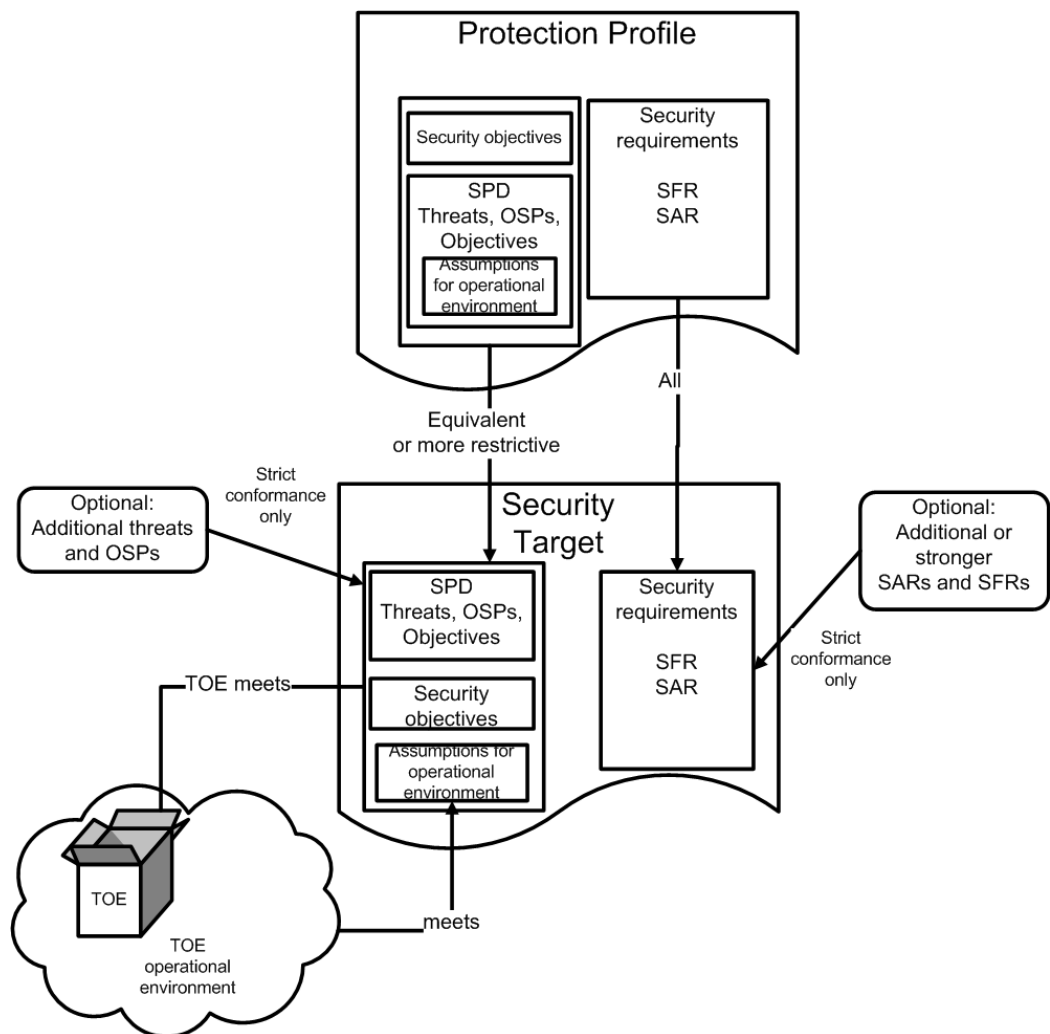 Protection Profile
Security objectives
SPD
Threats, OSPs,
Objectives
Assumptions
for operational
environment
Security
requirements
SFR
SAR
Equivalent
or more restrictive
All
Optional:
Additional threats
and OSPs
Strict
conformance
only
Security
Target
SPD
Threats, OSPs,
Objectives
Security
objectives
Assumptions for
operational
environment
Security
requirements
SFR
SAR
Optional:
Additional or
stronger
SARs and SFRs
Strict
conformance
only
TOE meets
TOE
TOE
operational
environment
meets